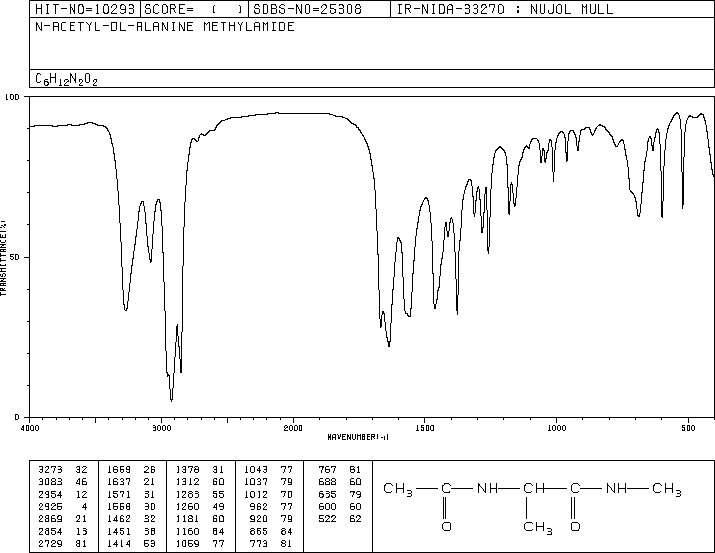 HIT-NO=10293 SCORE= ( ) SDBS-NO=25308 IR-NIDA-33270 : NUJOL MULL
N-ACETYL-DL-ALANINE METHYLAMIDE
C6H12N2O2
100
TRANSMITTANCE(%)
50
0
4000 3000 2000 1500 1000 500
WAVENUMBER(-1)
3273 32 1669 26 1378 31 1043 77 767 81
3083 46 1637 21 1312 60 1037 79 688 60
2954 12 1571 31 1283 55 1012 70 635 79
2925 4 1558 30 1260 49 962 77 600 60
2869 21 1462 32 1181 60 920 79 522 62
2854 13 1451 38 1160 64 865 84
2729 81 1414 53 1059 77 773 81
CH3 C NH CH C NH CH3
O CH3 O